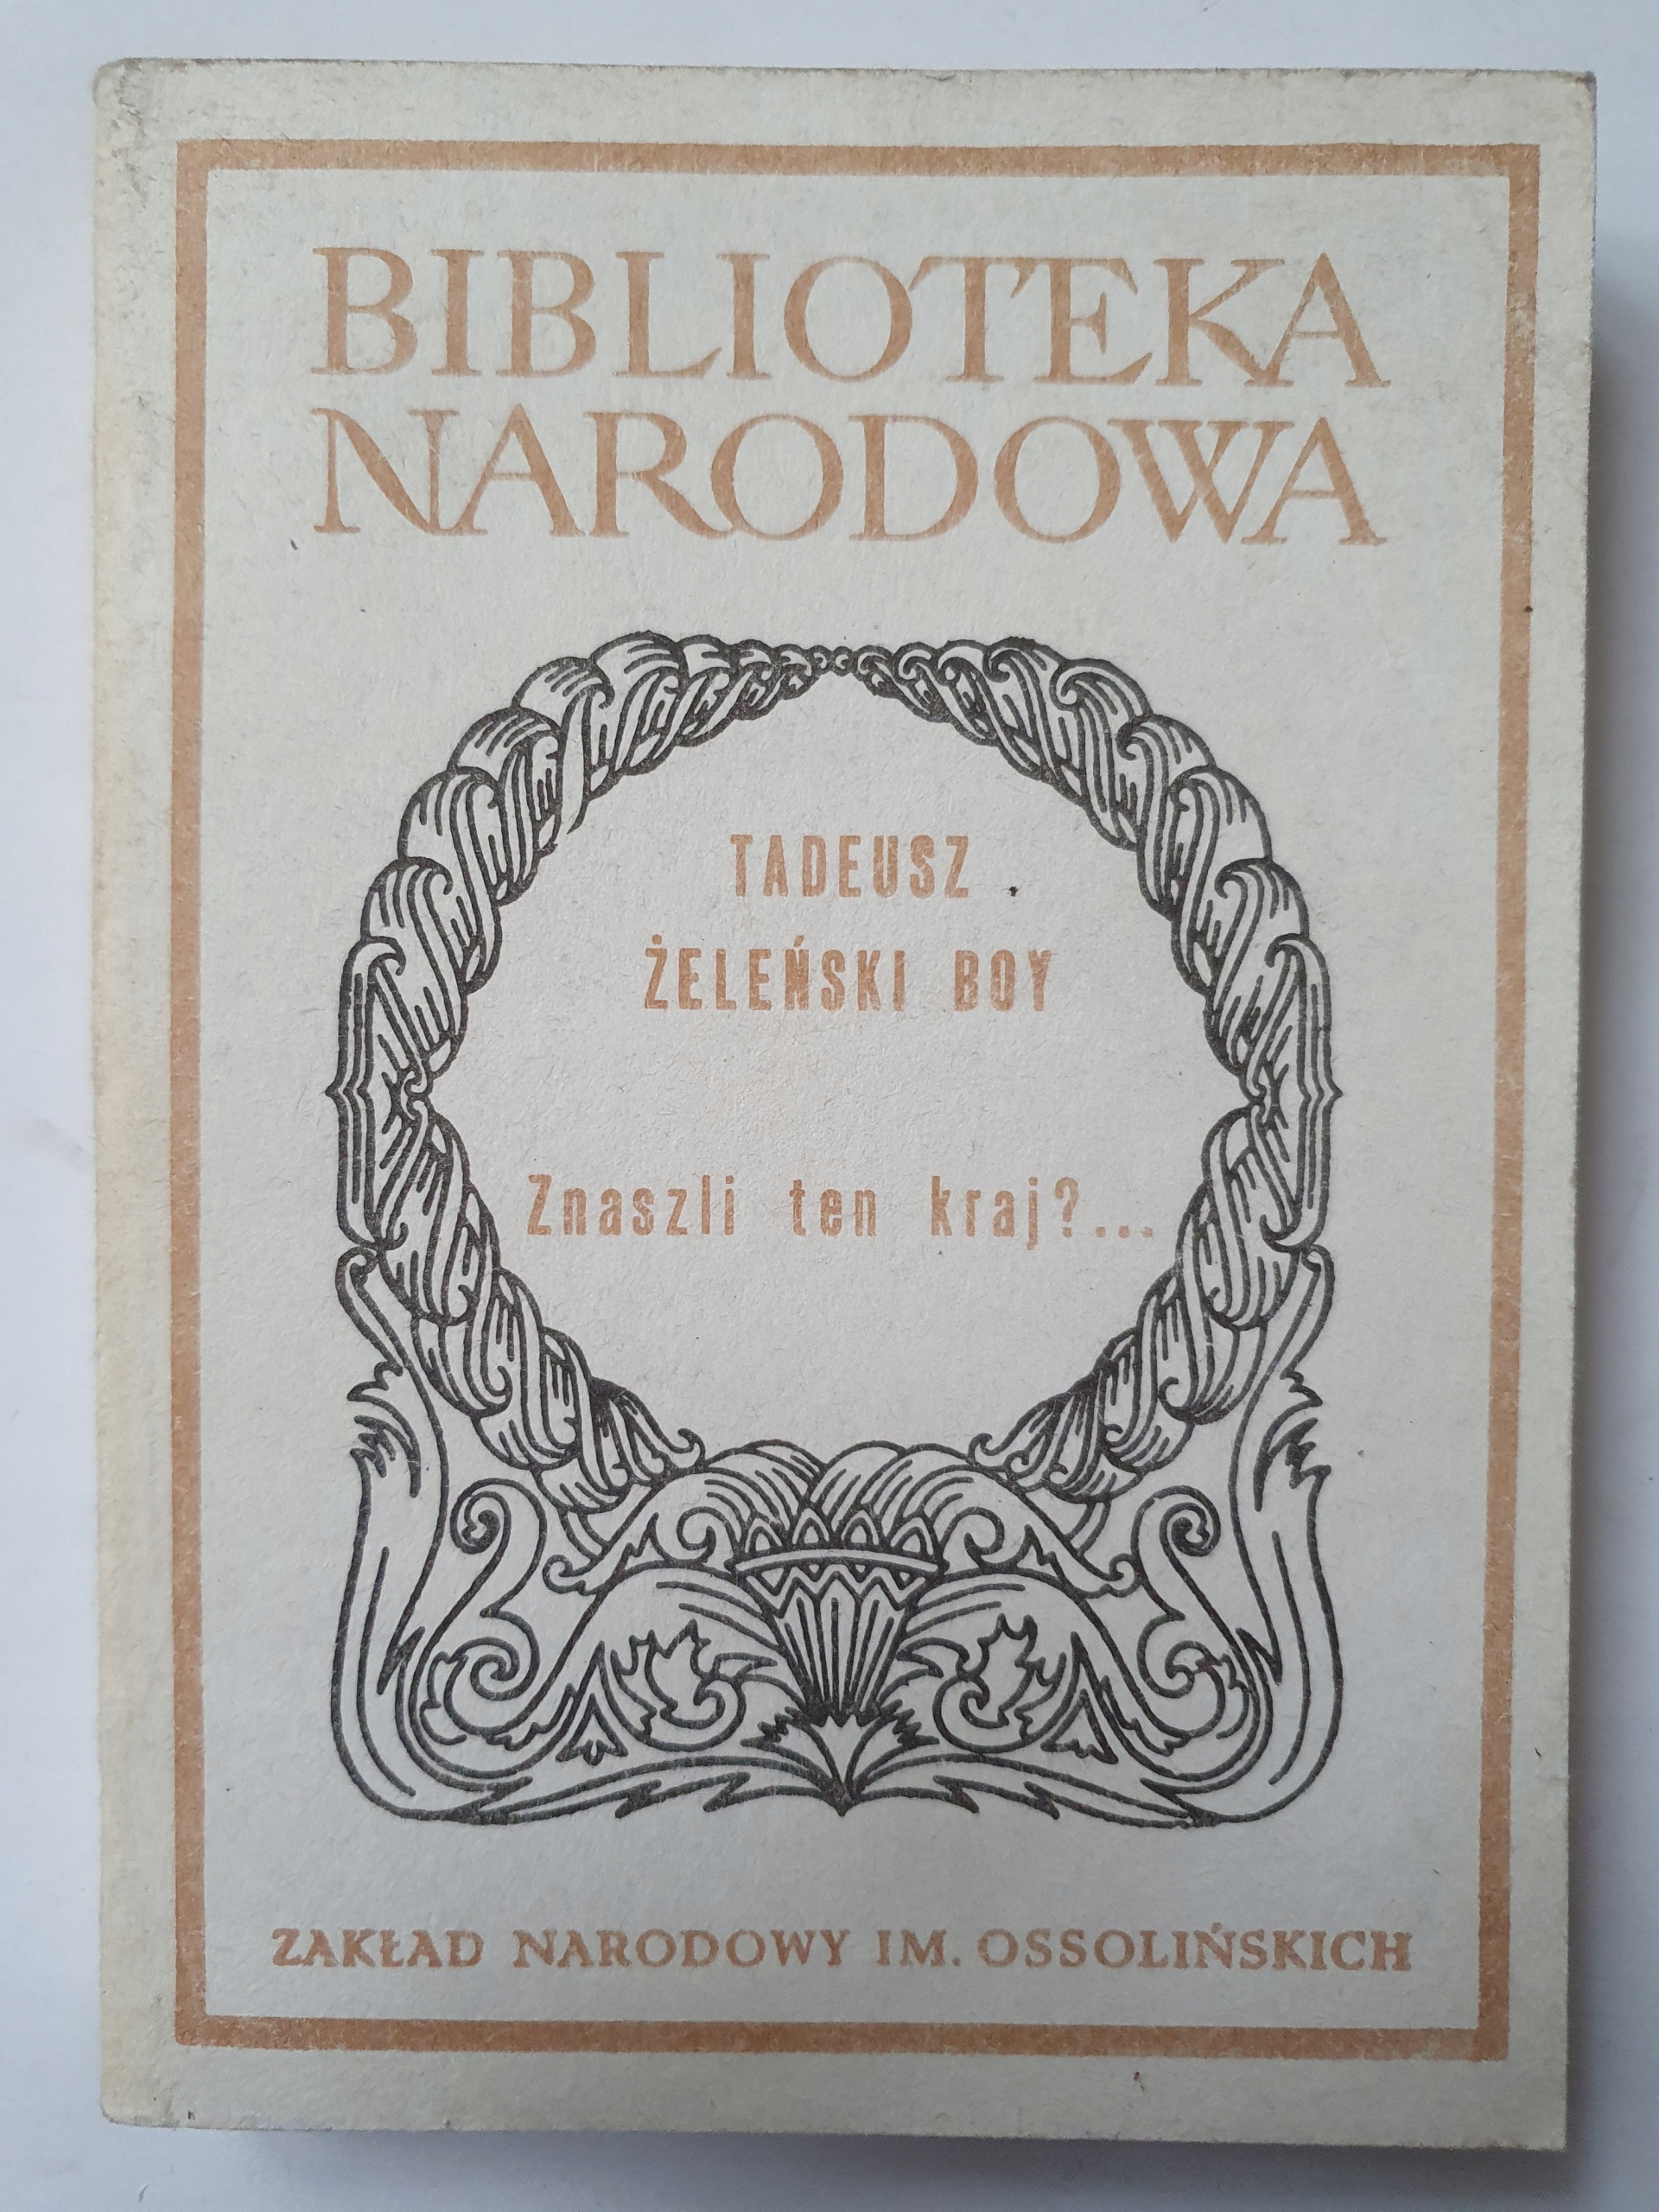 BIBLIOTEKA
NARODOWA
TADEUSZ
ŻELEŃSKI BOY
Znaszli ten kraj?...
ZAKŁAD NARODOWY IM. OSSOLIŃSKICH